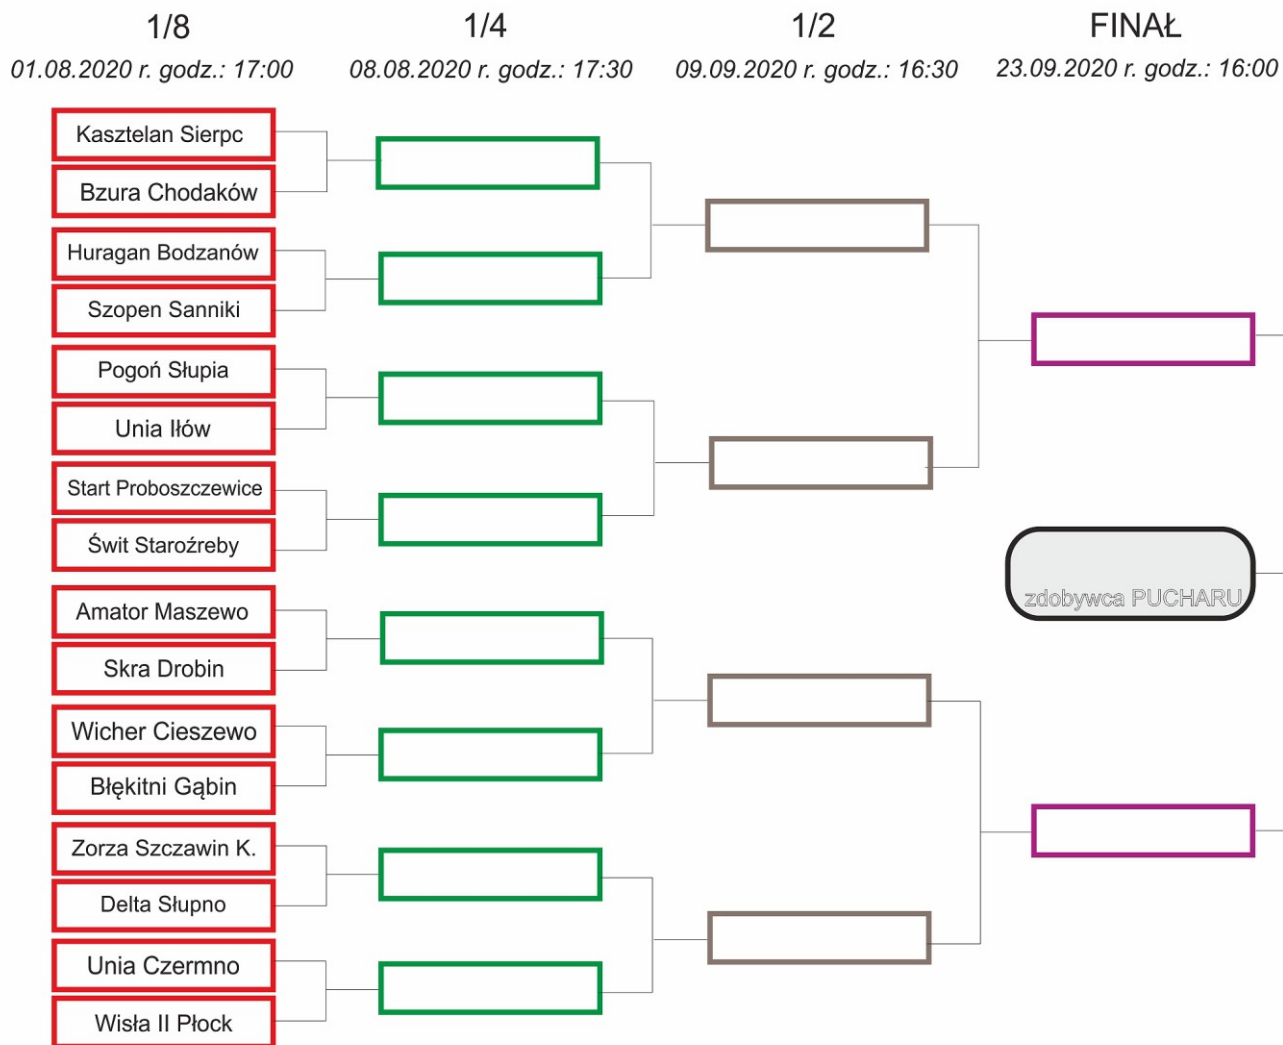 1/8
1/4
1/2
FINAŁ
01.08.2020 r. godz.: 17:00
08.08.2020 r. godz.: 17:30
09.09.2020 r. godz.: 16:30
23.09.2020 r. godz.: 16:00
Kasztelan Sierpc
Bzura Chodaków
Huragan Bodzanów
Szopen Sanniki
Pogoń Słupia
Unia Iłów
Start Proboszczewice
Świt Staroźreby
Amator Maszewo
Skra Drobin
Wicher Cieszewo
Błękitni Gąbin
Zorza Szczawin K.
Delta Słupno
Unia Czermno
Wisła II Płock
zdobywca PUCHARU